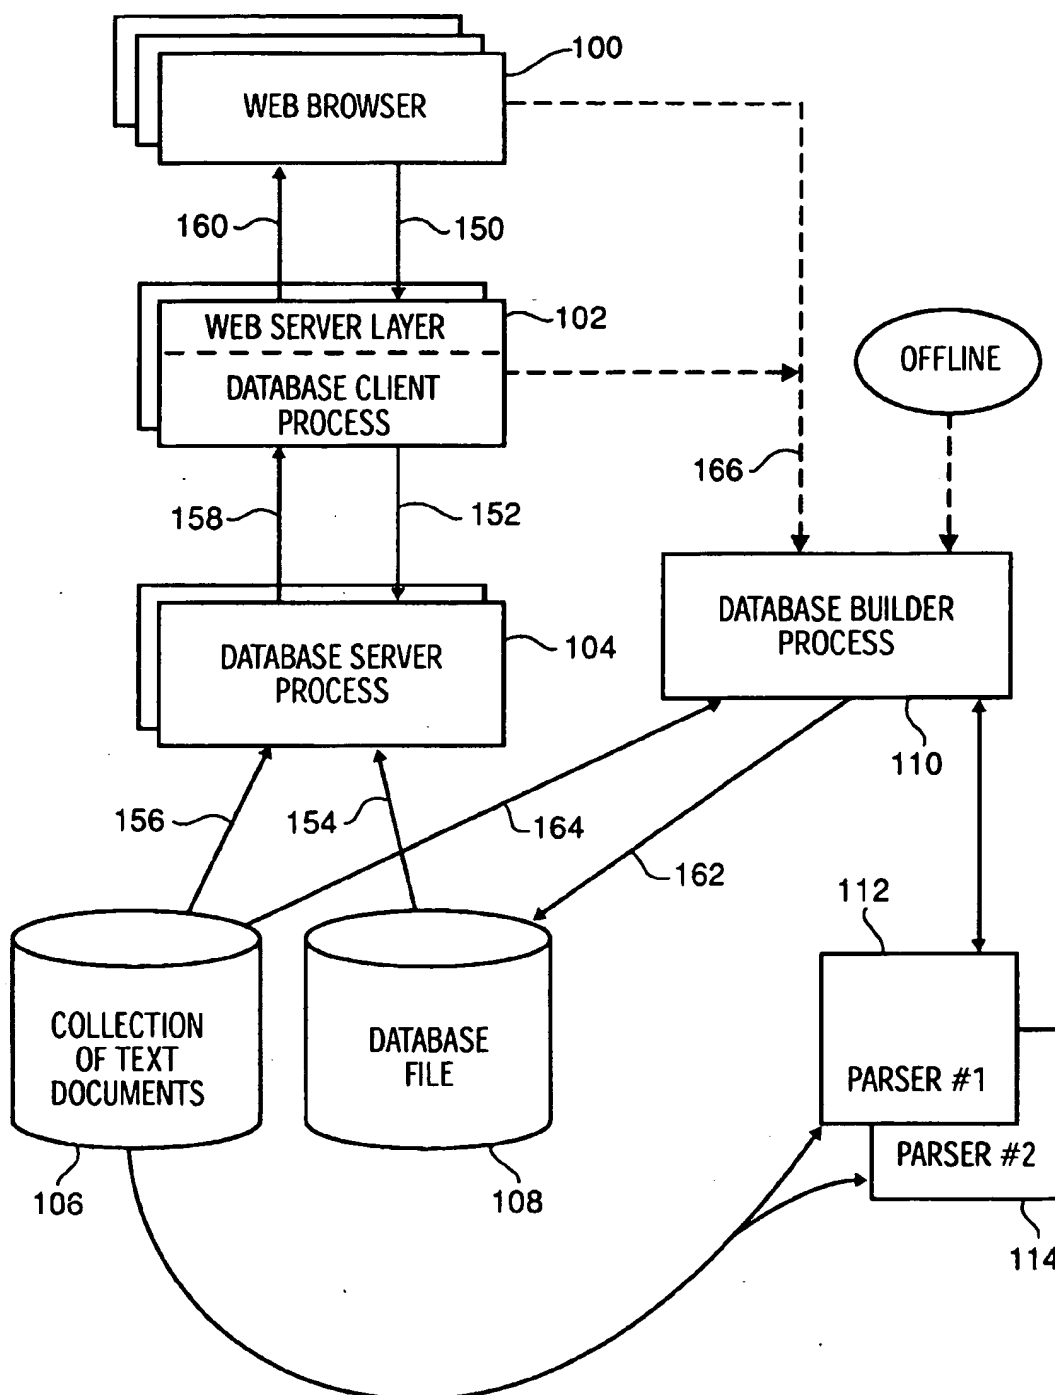 100
WEB BROWSER
160
150
WEB SERVER LAYER
102
DATABASE CLIENT
PROCESS
OFFLINE
166
158
152
DATABASE BUILDER
PROCESS
DATABASE SERVER
PROCESS
104
110
156
154
164
162
112
COLLECTION
OF TEXT
DOCUMENTS
DATABASE
FILE
PARSER #1
PARSER #2
106
108
114